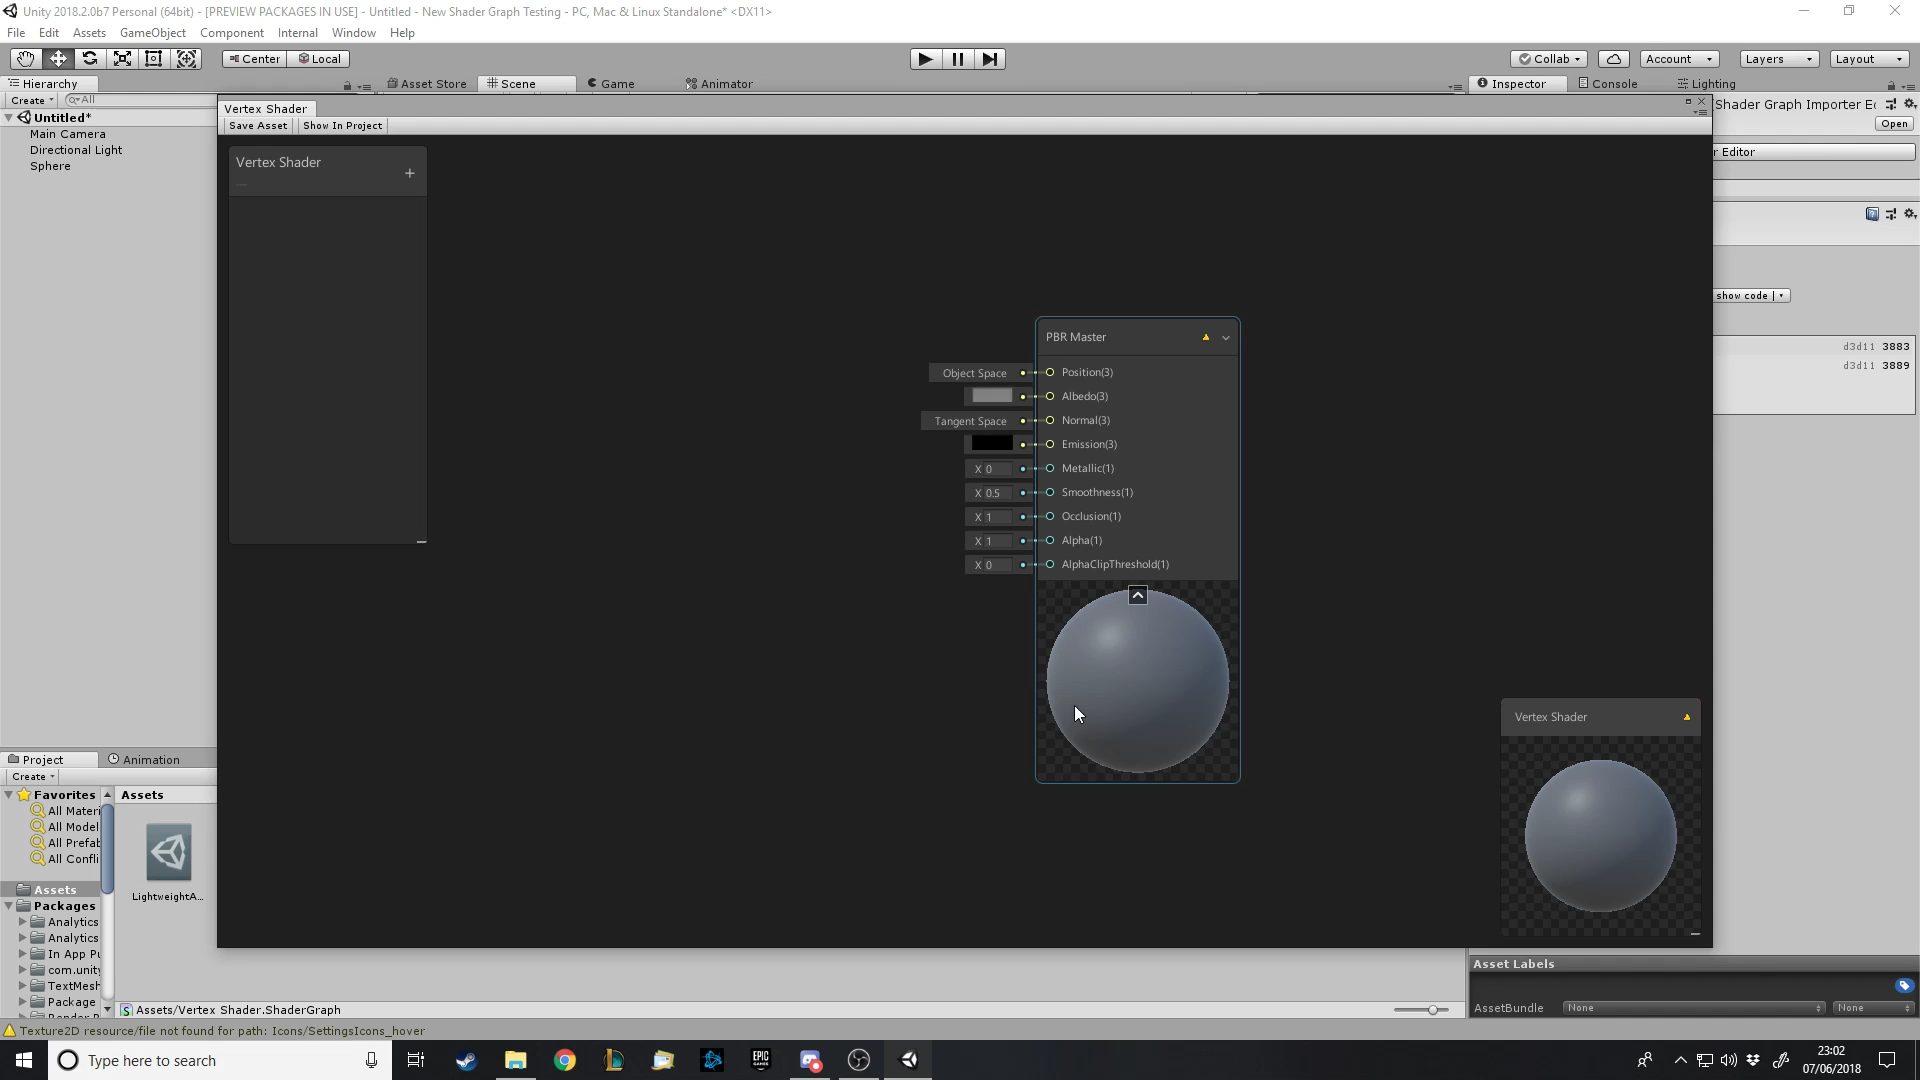 Unity 2018.2.0b7 Personal (64bit) - [PREVIEW PACKAGES IN USE] - Untitled - New Shader Graph Testing - PC, Mac & Linux Standalone* <DX11>
File Edit Assets GameObject Component Internal Window Help
Center Local Collab Account Layers Layout
Hierarchy Asset Store Scene Game Animator Inspector Console Lighting
Create All
Vertex Shader
Shader Graph Importer Ec
Open
Save Asset Show In Project
Untitled*
Main Camera
Directional Light
Sphere
r Editor
Vertex Shader
+
show code
d3d11 3883
d3d11 3889
PBR Master
Object Space Position(3)
Albedo(3)
Tangent Space Normal(3)
Emission(3)
X 0 Metallic(1)
X 0.5 Smoothness(1)
X 1 Occlusion(1)
X 1 Alpha(1)
X 0 AlphaClipThreshold(1)
Vertex Shader
Project Animation
Create
Favorites
All Materi
All Model
All Prefab
All Confli
Assets
Packages
Analytics
Analytics
In App Pu
com.unity
TextMesh
Package
Assets
LightweightA...
Assets/Vertex Shader.ShaderGraph
Asset Labels
AssetBundle None None
Texture2D resource/file not found for path: Icons/SettingsIcons_hover
Type here to search
EPIC
GAMES
23:02
07/06/2018